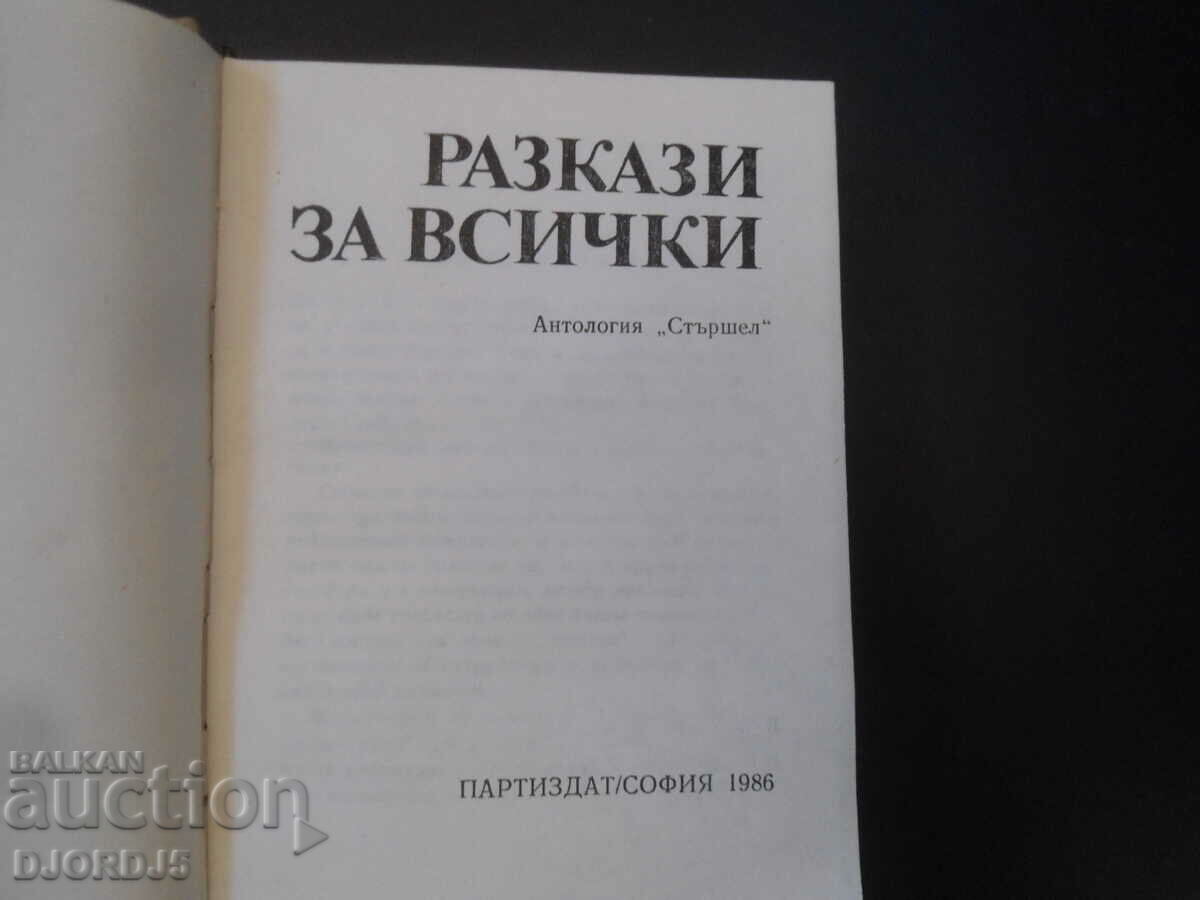 РАЗКАЗИ
ЗА ВСИЧКИ
Антология „Стършел“
ПАРТИЗДАТ/СОФИЯ 1986
BALKAN
auction
DJORDJ5